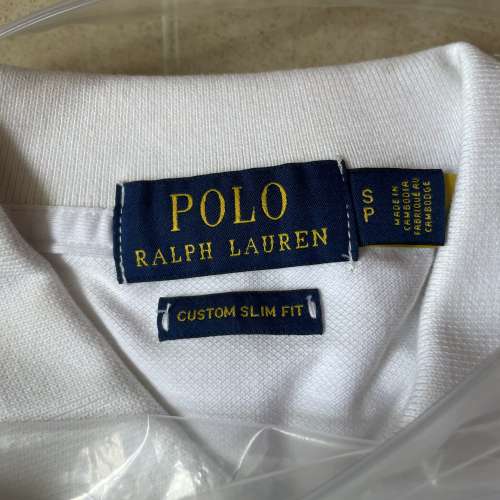 POLO
RALPH LAUREN
S
P
MADE IN
CAMBODIA
FABRIQUÉ AU
CAMBODGE
CUSTOM SLIM FIT